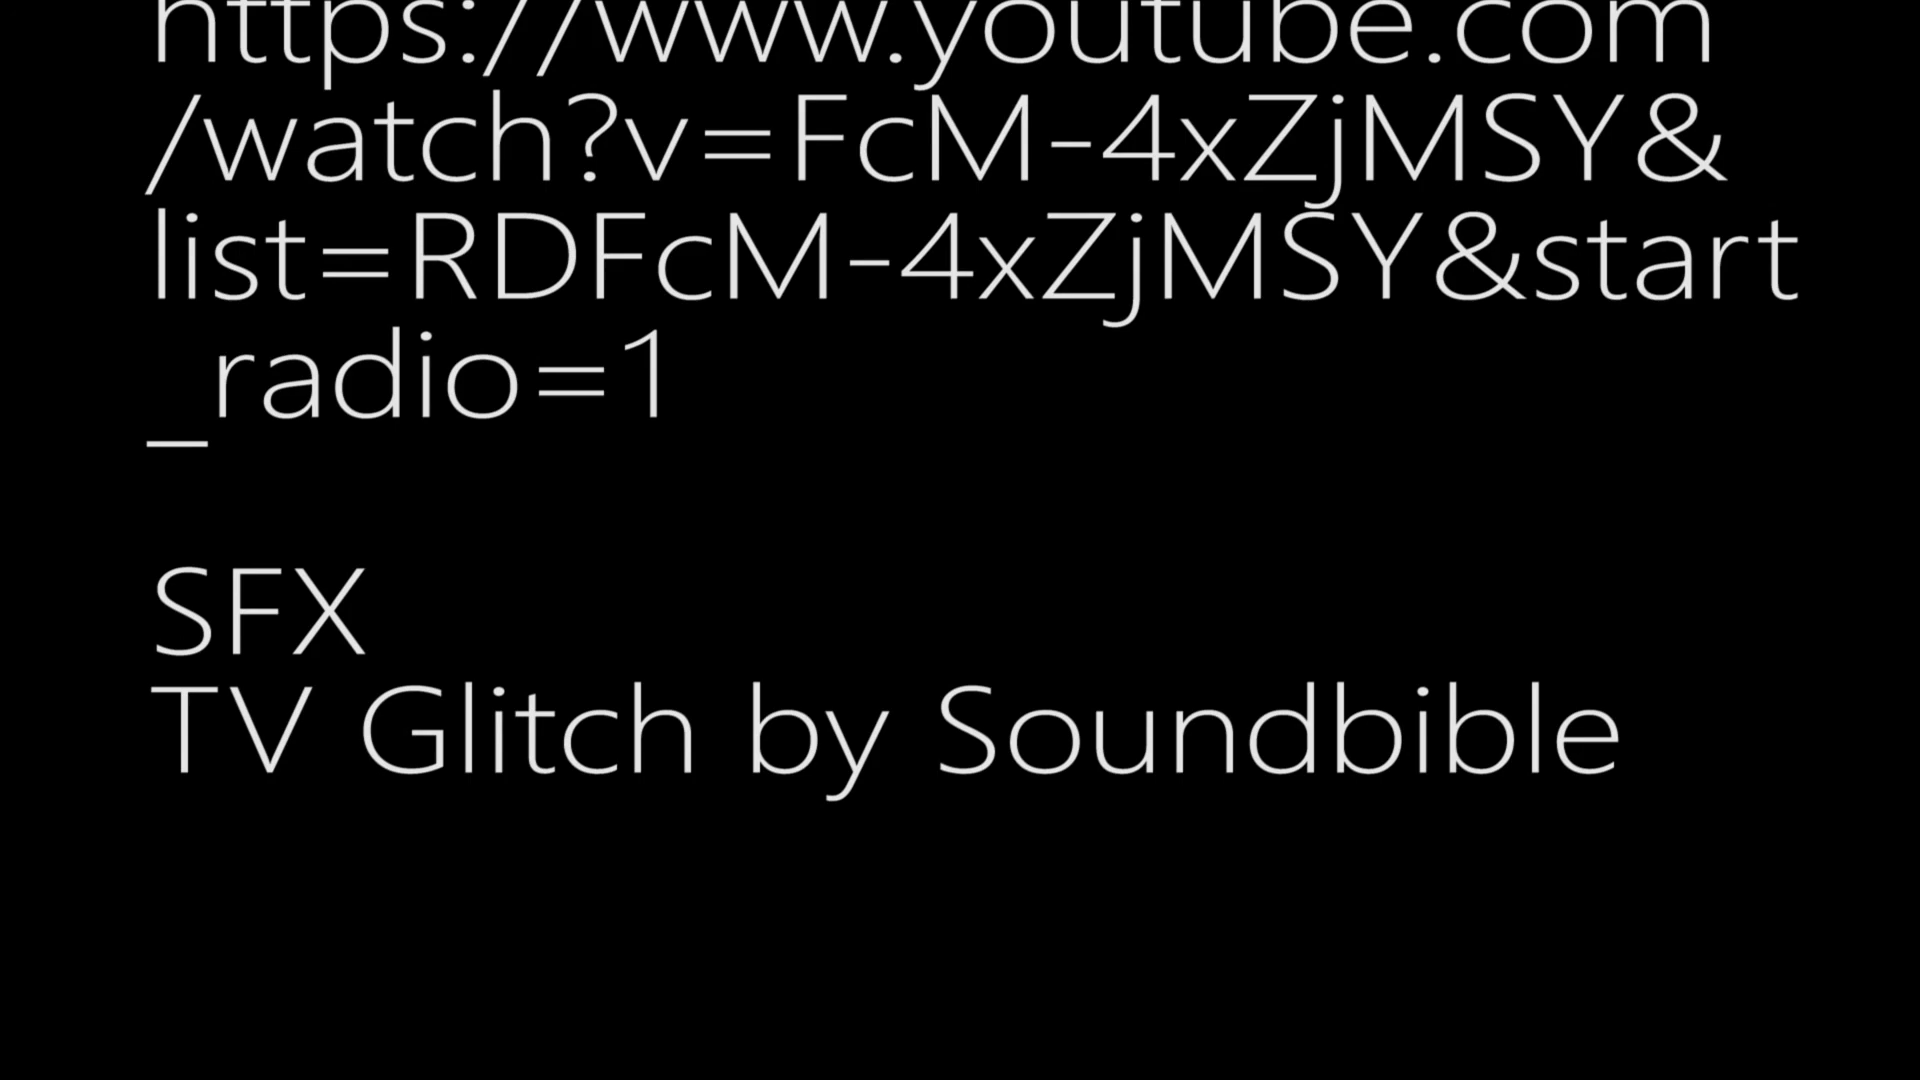 https://www.youtube.com
/watch?v=FcM-4xZjMSY&
list=RDFcM-4xZjMSY&start
_radio=1
SFX
TV Glitch by Soundbible